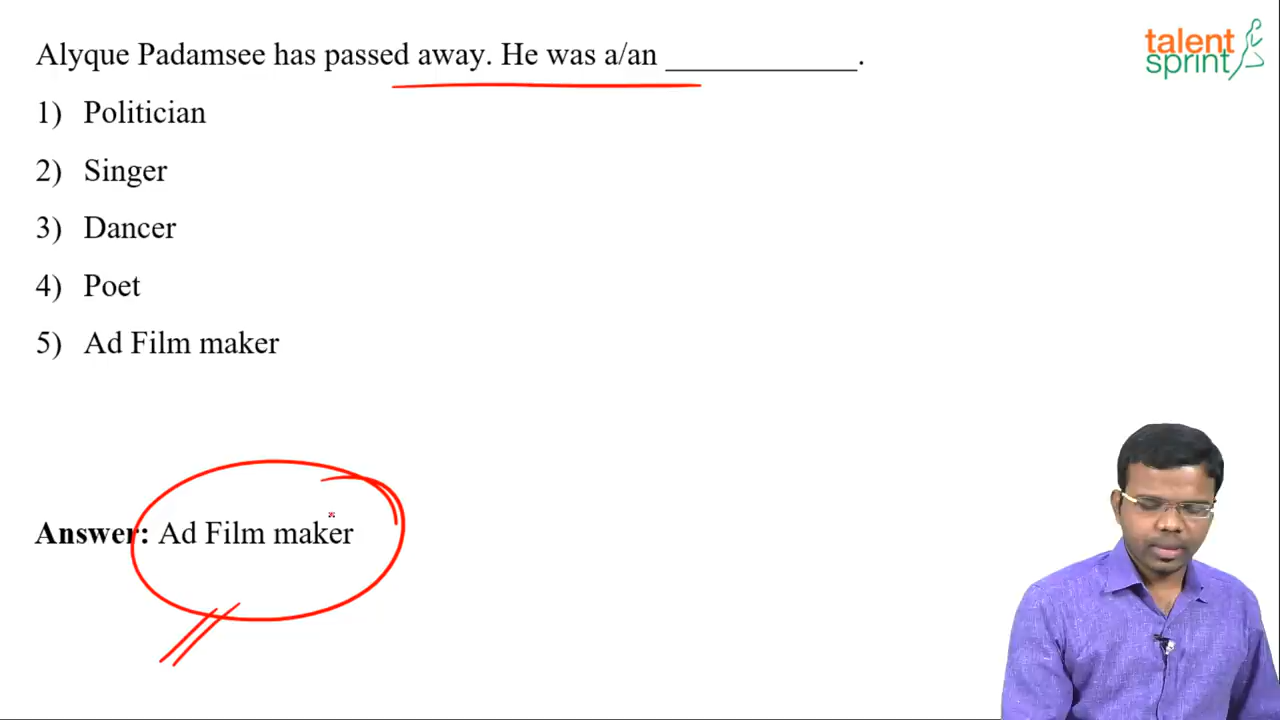 Alyque Padamsee has passed away. He was a/an ____________.
talent
sprint
1) Politician
2) Singer
3) Dancer
4) Poet
5) Ad Film maker
Answer: Ad Film maker